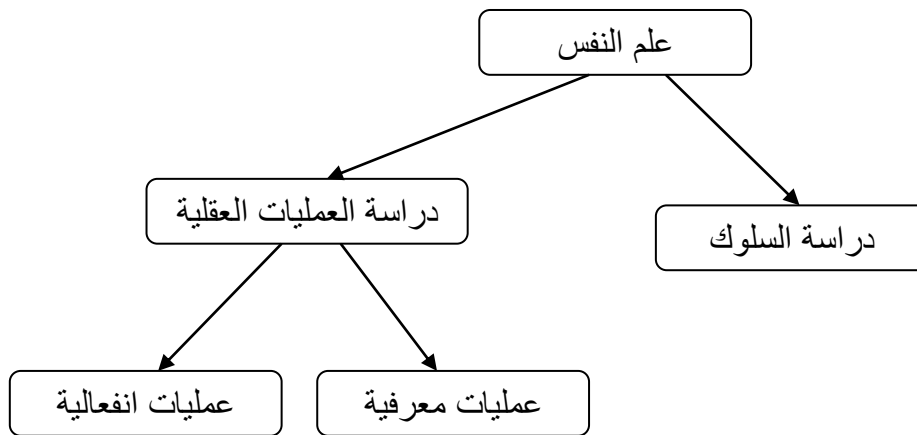 علم النفس
دراسة السلوك
دراسة العمليات العقلية
عمليات معرفية
عمليات انفعالية